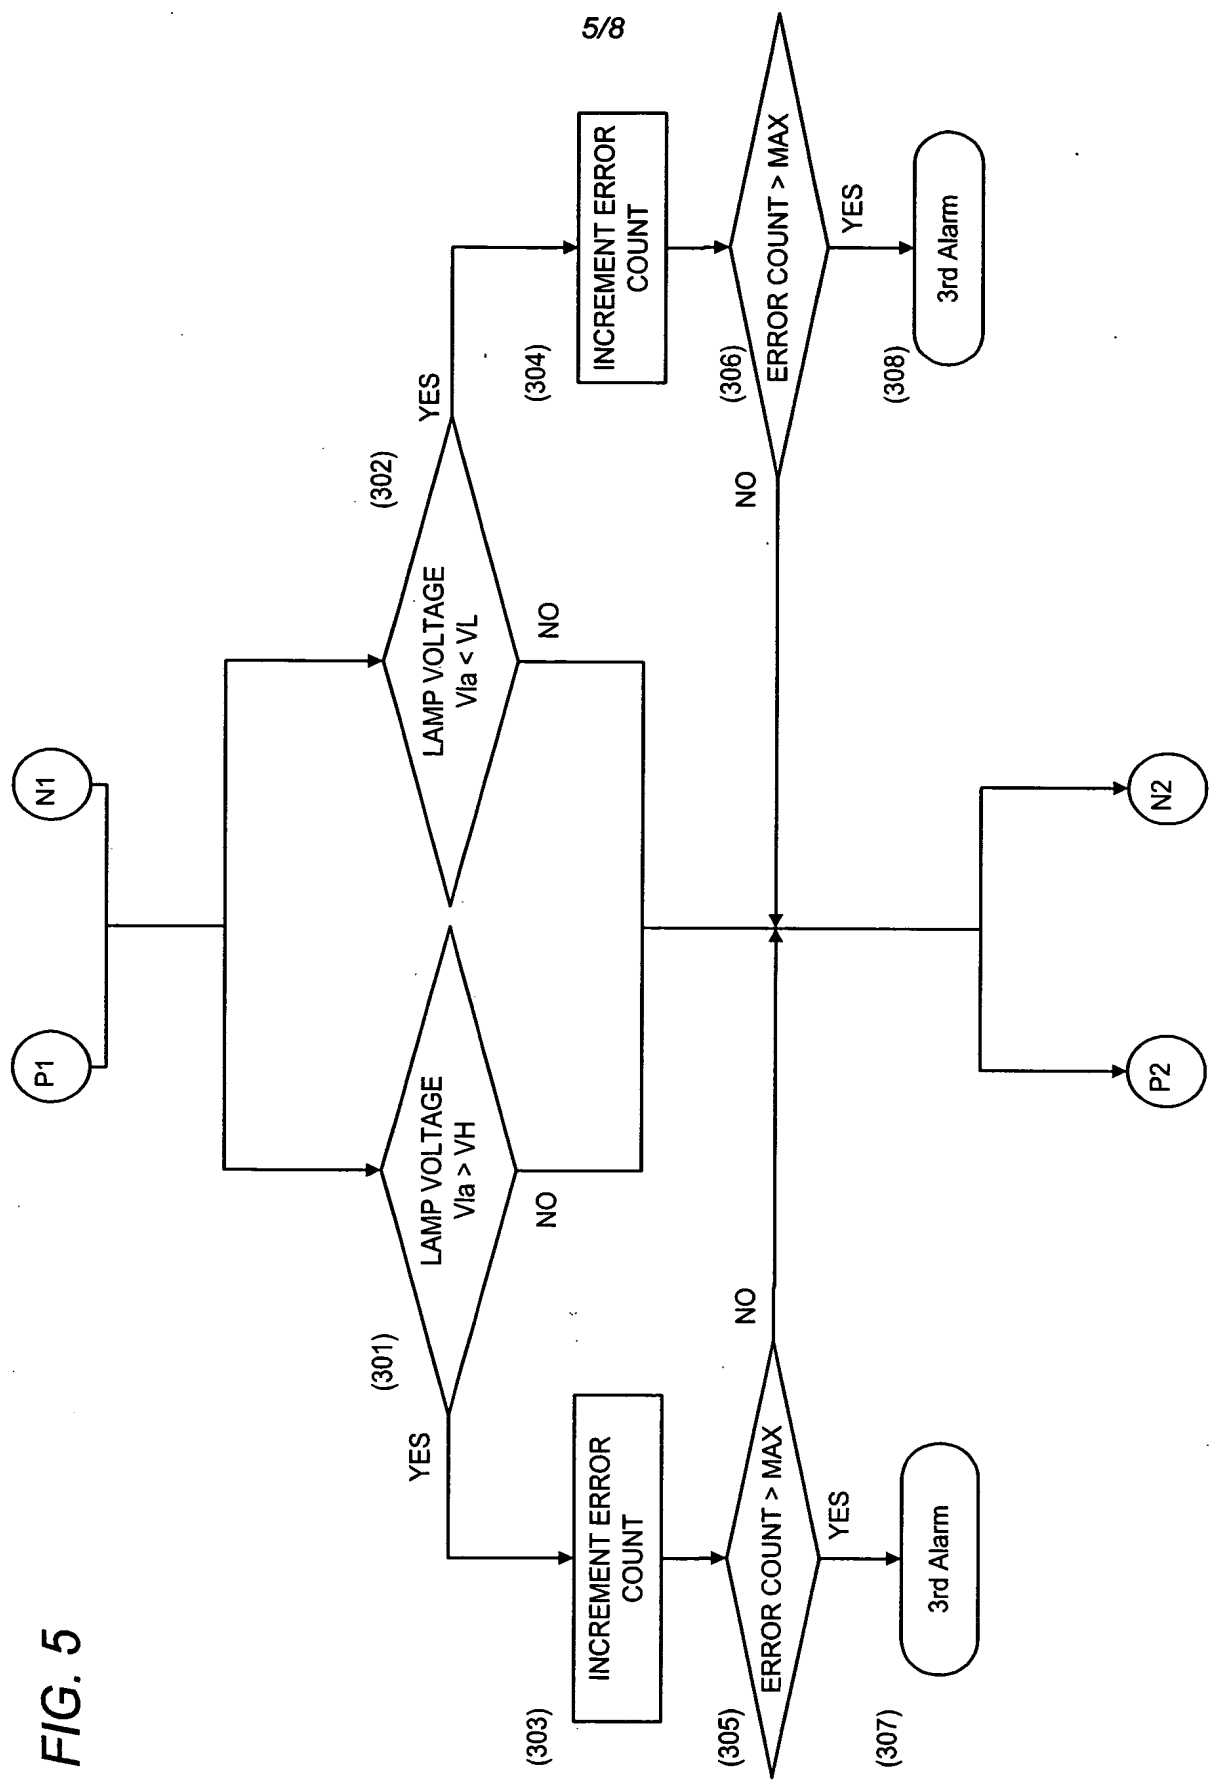 5/8
FIG. 5
P1
N1
LAMP VOLTAGE
Vla > VH
(301)
YES
NO
LAMP VOLTAGE
Vla < VL
(302)
YES
NO
(303)
INCREMENT ERROR
COUNT
(304)
INCREMENT ERROR
COUNT
(305)
ERROR COUNT > MAX
NO
YES
(306)
ERROR COUNT > MAX
NO
YES
(307)
3rd Alarm
(308)
3rd Alarm
P2
N2